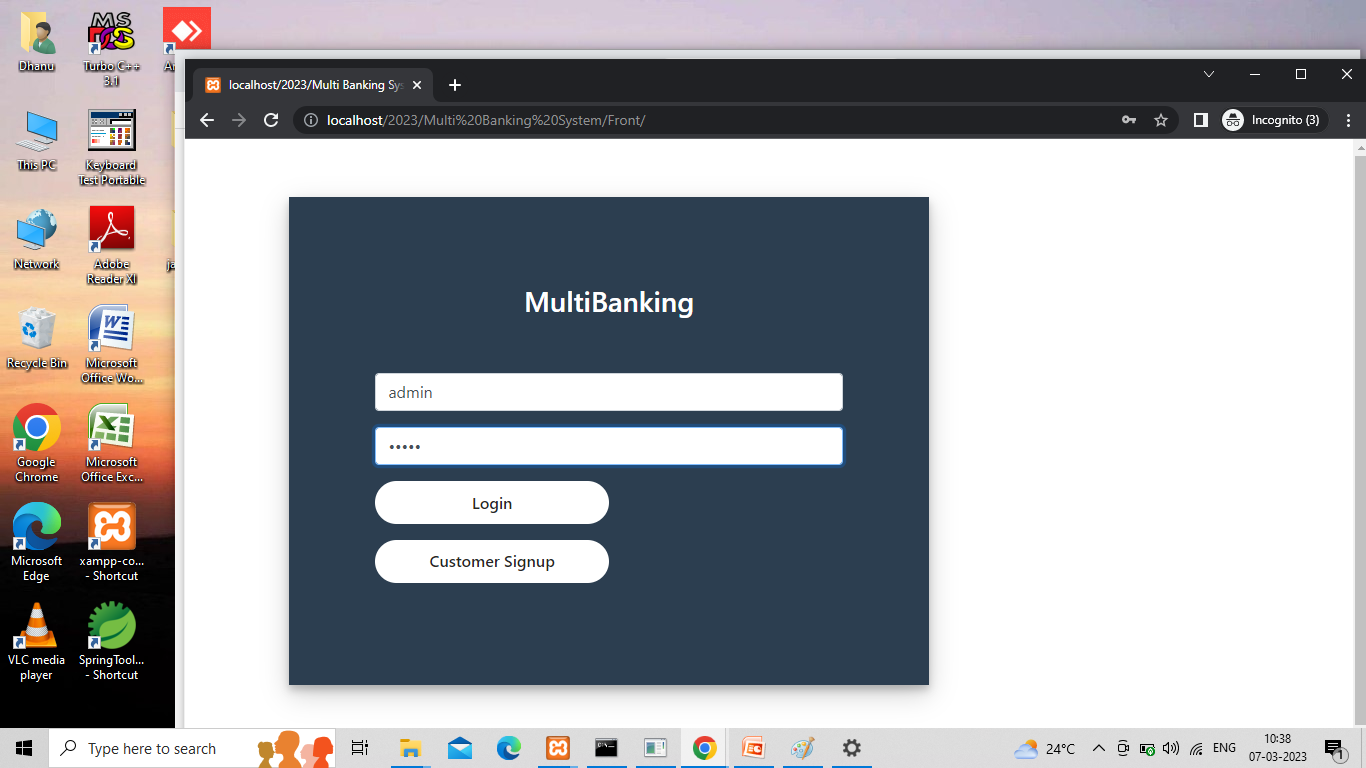 Dhanu
Turbo C++
3.1
This PC
Keyboard
Test Portable
Network
Adobe
Reader XI
Recycle Bin
Microsoft
Office Wo...
Google
Chrome
Microsoft
Office Exc...
Microsoft
Edge
xampp-co...
- Shortcut
VLC media
player
SpringTool...
- Shortcut
localhost/2023/Multi Banking Sys
localhost/2023/Multi%20Banking%20System/Front/
Incognito (3)
MultiBanking
admin
•••••
Login
Customer Signup
Type here to search
24°C
ENG
10:38
07-03-2023
1